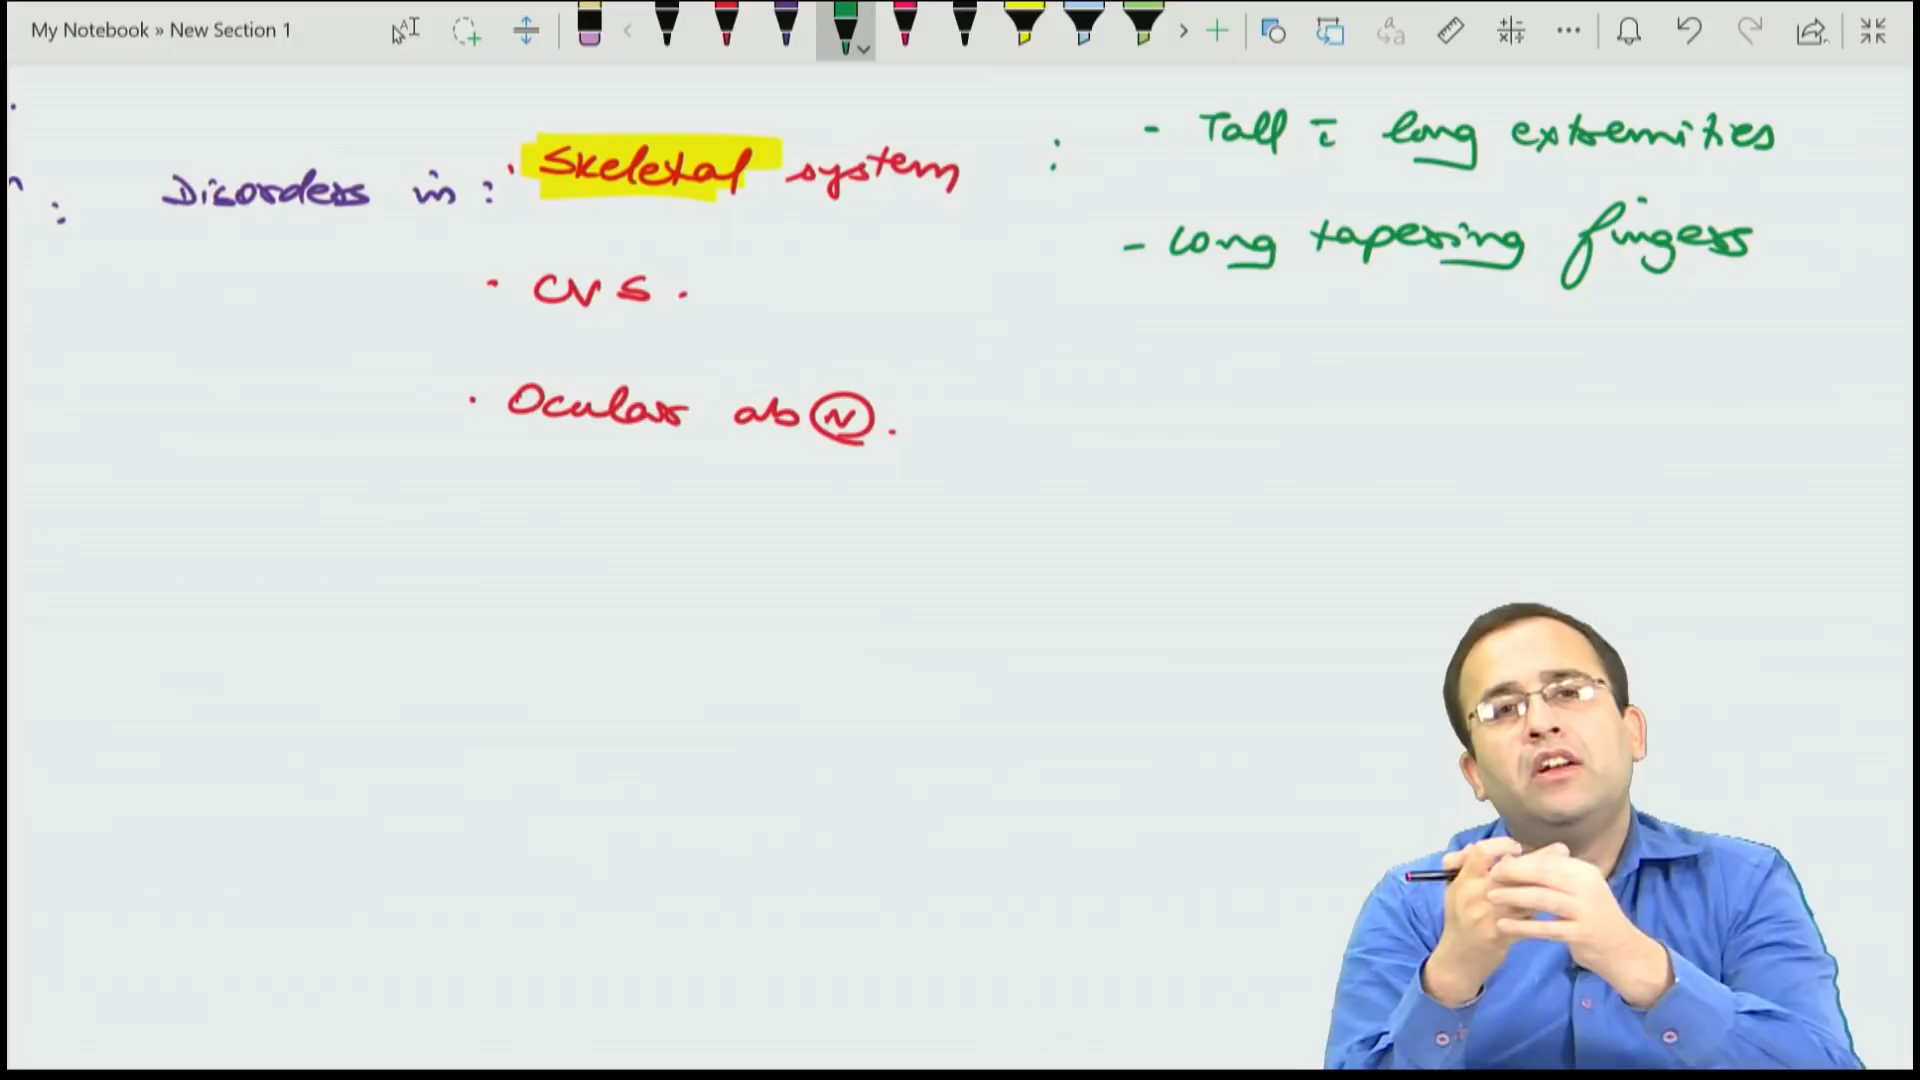 My Notebook » New Section 1
Disorders in : · Skeletal system :
· CVS .
· Ocular ab (N) .
- Tall c̄ long extremities
- Long tapering fingers